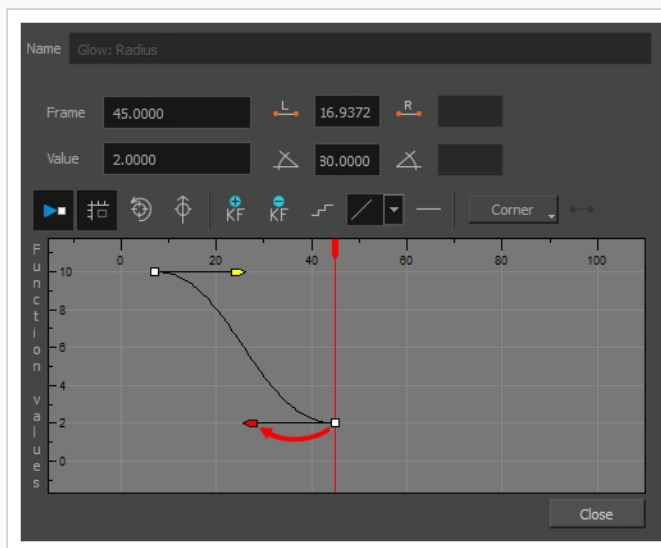 Name Glow: Radius
Frame 45.0000 L 16.9372 R
Value 2.0000 30.0000
KF KF Corner
Function values
0 20 40 60 80 100
10
8
6
4
2
0
Close